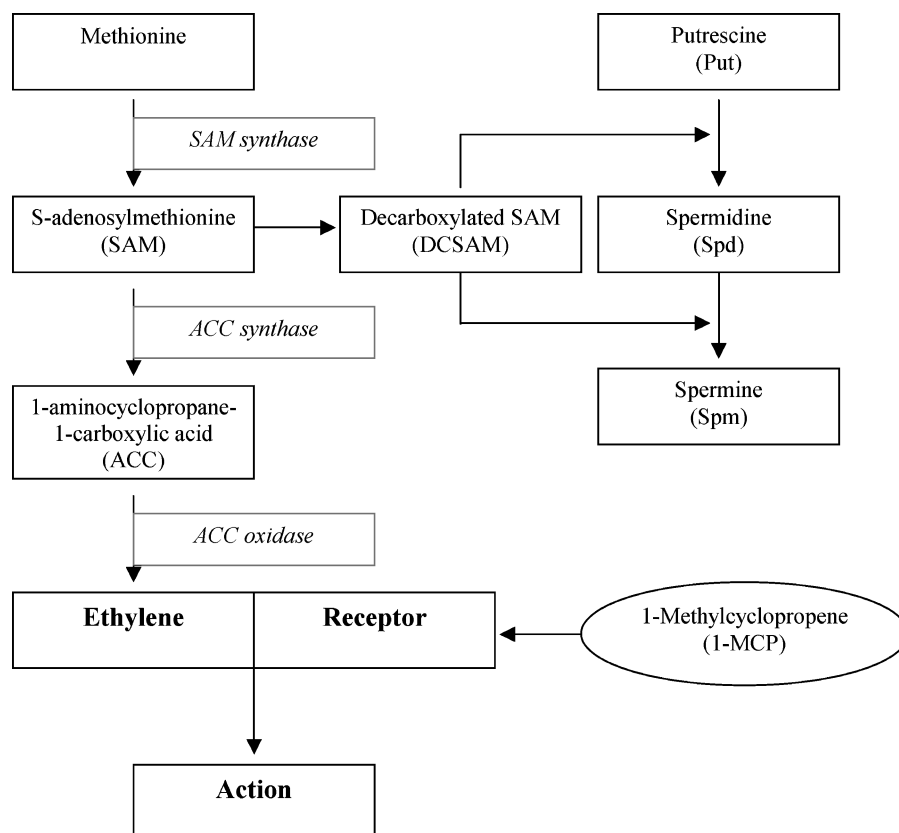 Methionine
Putrescine
(Put)
SAM synthase
S-adenosylmethionine
(SAM)
Decarboxylated SAM
(DCSAM)
Spermidine
(Spd)
ACC synthase
1-aminocyclopropane-
1-carboxylic acid
(ACC)
Spermine
(Spm)
ACC oxidase
Ethylene
Receptor
1-Methylcyclopropene
(1-MCP)
Action